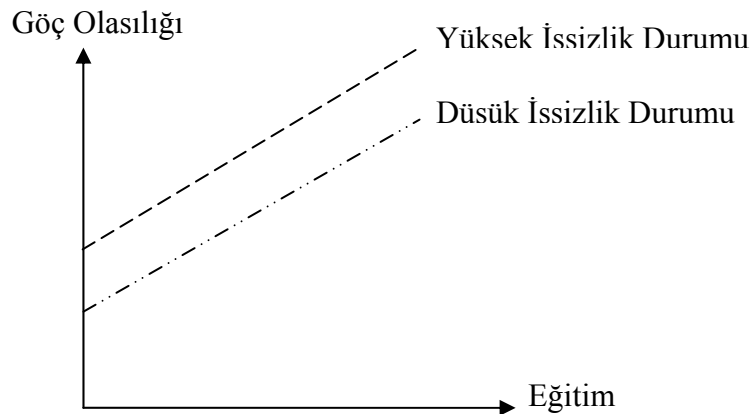 Göç Olasılığı
Yüksek İssizlik Durumu
Düsük İssizlik Durumu
Eğitim